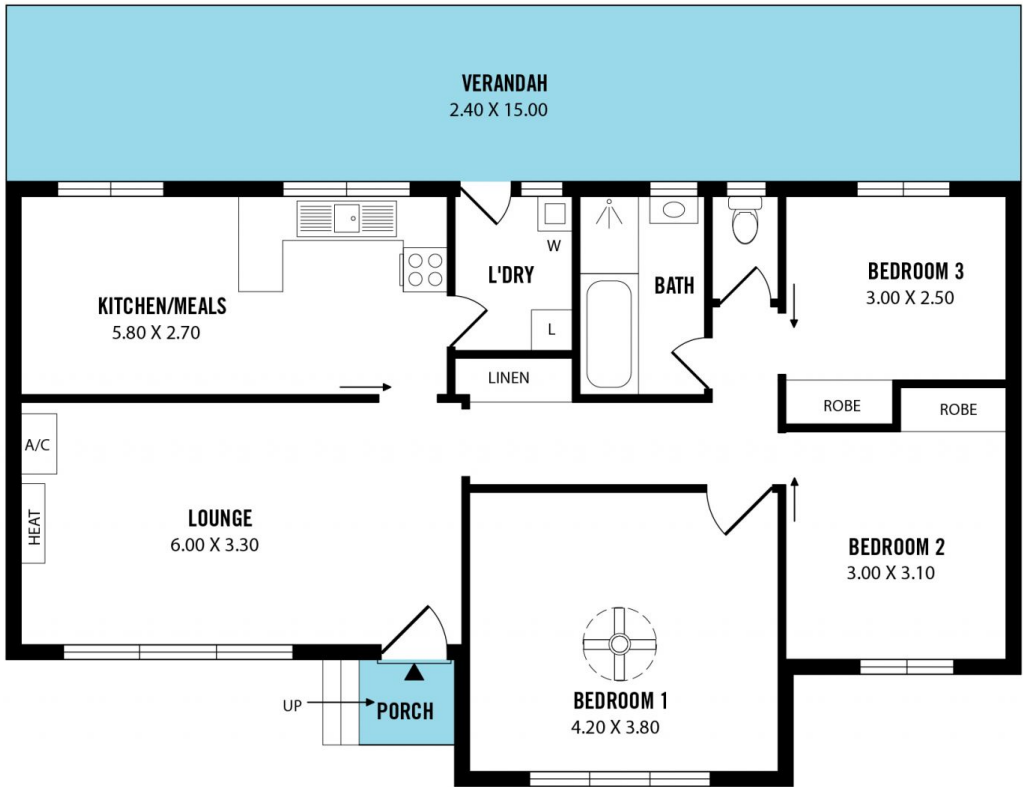 VERANDAH
2.40 X 15.00
KITCHEN/MEALS
5.80 X 2.70
L'DRY
W
L
LINEN
BATH
BEDROOM 3
3.00 X 2.50
ROBE
ROBE
A/C
HEAT
LOUNGE
6.00 X 3.30
BEDROOM 2
3.00 X 3.10
UP
PORCH
BEDROOM 1
4.20 X 3.80